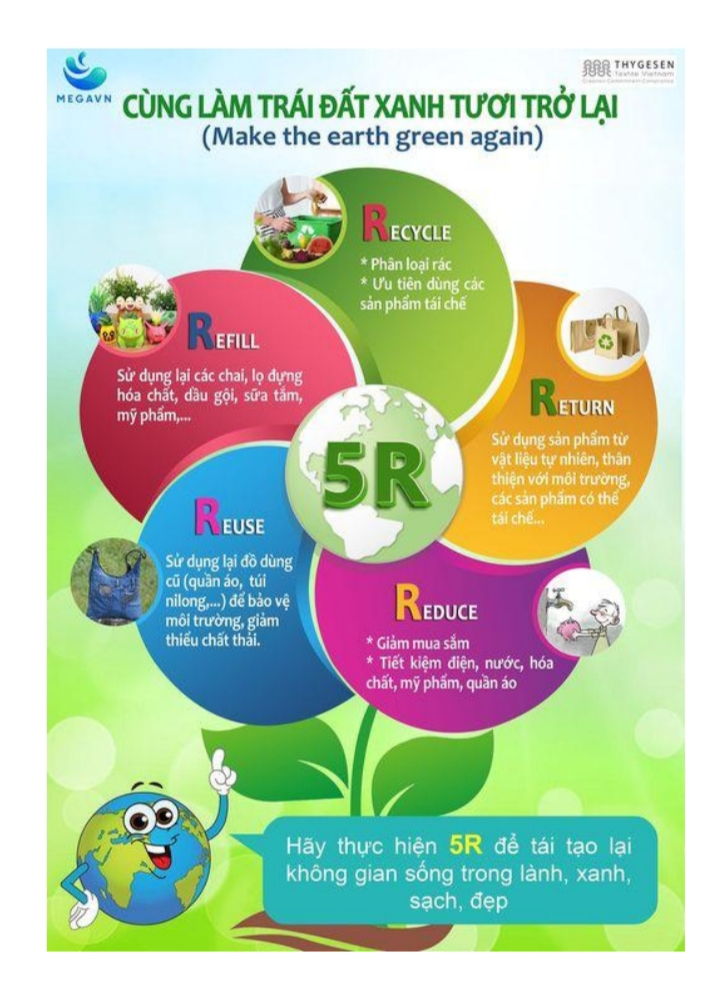 MEGAVN
THYGESEN
Textile Vietnam
CÙNG LÀM TRÁI ĐẤT XANH TƯƠI TRỞ LẠI
(Make the earth green again)
RECYCLE
* Phân loại rác
* Ưu tiên dùng các
sản phẩm tái chế
REFILL
Sử dụng lại các chai, lọ đựng
hóa chất, dầu gội, sữa tắm,
mỹ phẩm,...
RETURN
Sử dụng sản phẩm từ
vật liệu tự nhiên, thân
thiện với môi trường,
các sản phẩm có thể
tái chế...
5R
REUSE
Sử dụng lại đồ dùng
cũ (quần áo, túi
nilong,...) để bảo vệ
môi trường, giảm
thiểu chất thải.
REDUCE
* Giảm mua sắm
* Tiết kiệm điện, nước, hóa
chất, mỹ phẩm, quần áo
Hãy thực hiện 5R để tái tạo lại
không gian sống trong lành, xanh,
sạch, đẹp